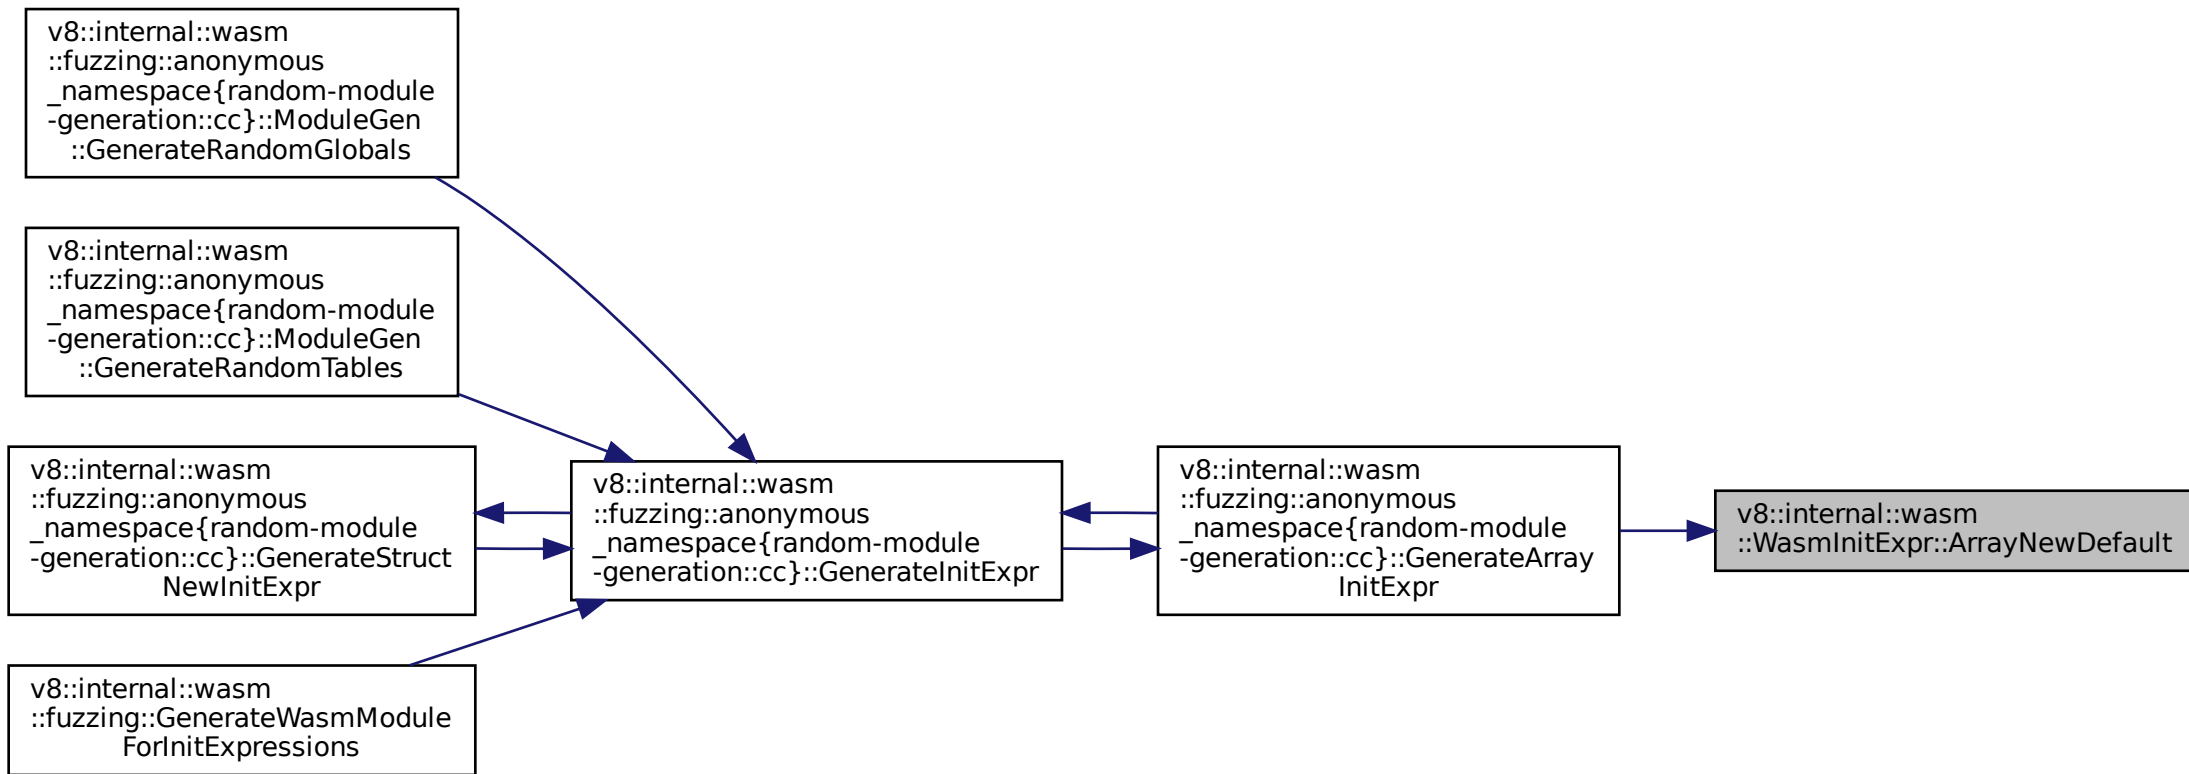 v8::internal::wasm
::fuzzing::anonymous
_namespace{random-module
-generation::cc}::ModuleGen
::GenerateRandomGlobals
v8::internal::wasm
::fuzzing::anonymous
_namespace{random-module
-generation::cc}::ModuleGen
::GenerateRandomTables
v8::internal::wasm
::fuzzing::anonymous
_namespace{random-module
-generation::cc}::GenerateStruct
NewInitExpr
v8::internal::wasm
::fuzzing::GenerateWasmModule
ForInitExpressions
v8::internal::wasm
::fuzzing::anonymous
_namespace{random-module
-generation::cc}::GenerateInitExpr
v8::internal::wasm
::fuzzing::anonymous
_namespace{random-module
-generation::cc}::GenerateArray
InitExpr
v8::internal::wasm
::WasmInitExpr::ArrayNewDefault